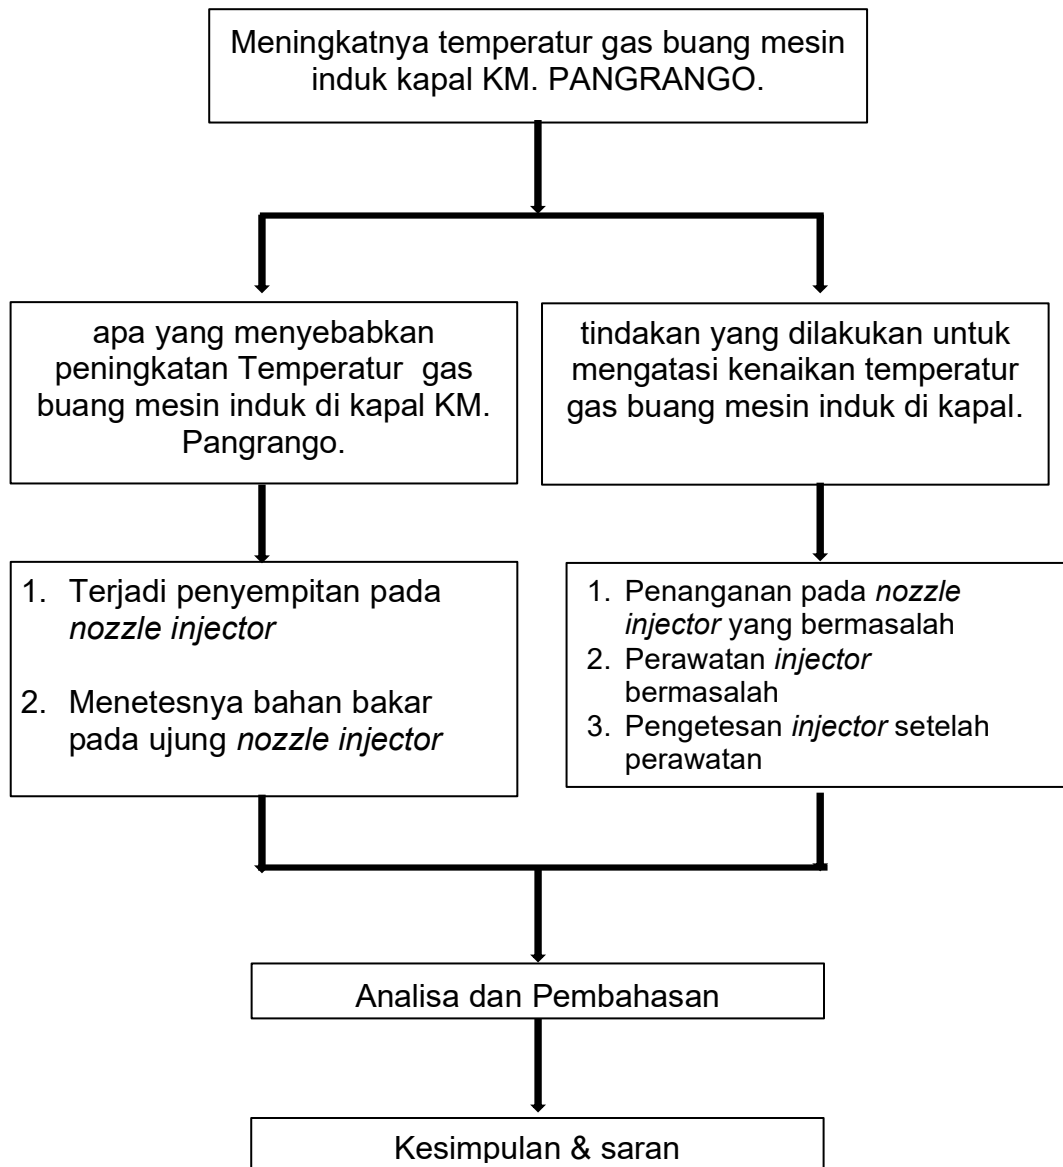 Meningkatnya temperatur gas buang mesin
induk kapal KM. PANGRANGO.
apa yang menyebabkan
peningkatan Temperatur gas
buang mesin induk di kapal KM.
Pangrango.
tindakan yang dilakukan untuk
mengatasi kenaikan temperatur
gas buang mesin induk di kapal.
1. Terjadi penyempitan pada
nozzle injector
2. Menetesnya bahan bakar
pada ujung nozzle injector
1. Penanganan pada nozzle
injector yang bermasalah
2. Perawatan injector
bermasalah
3. Pengetesan injector setelah
perawatan
Analisa dan Pembahasan
Kesimpulan & saran